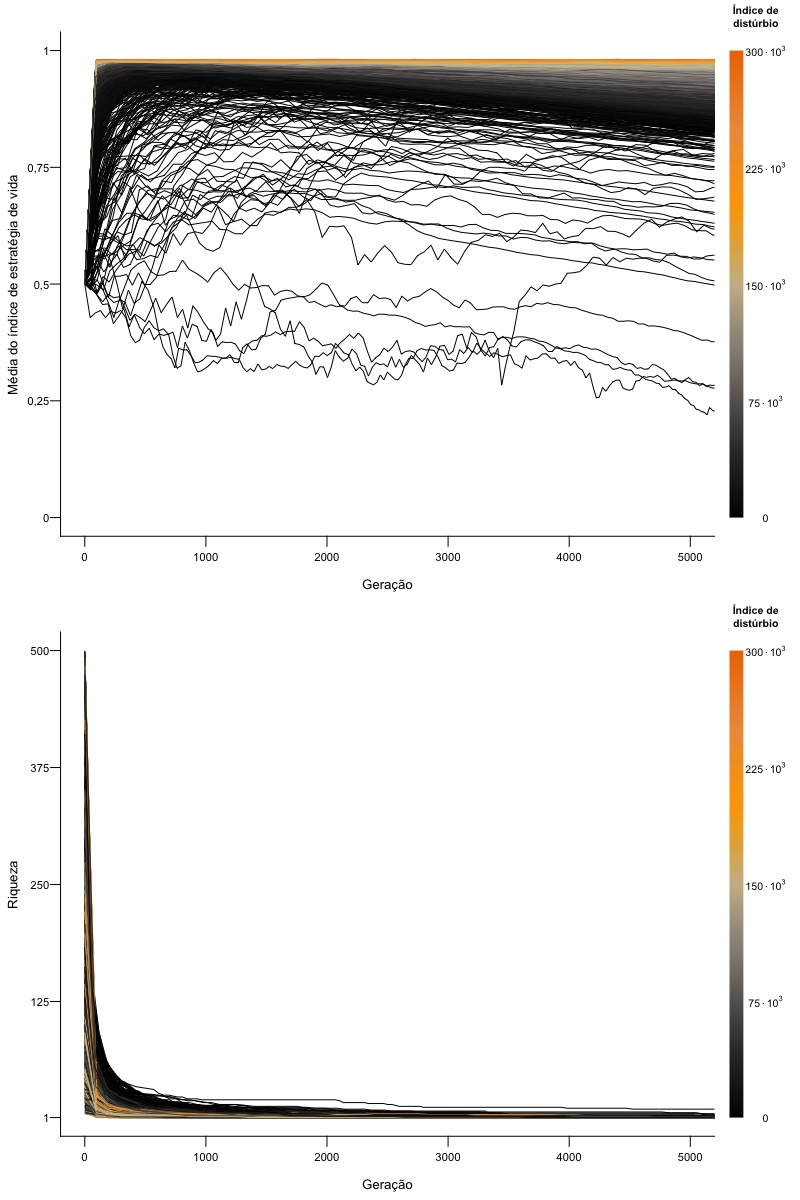 Índice de
distúrbio
300·10³
225·10³
150·10³
75·10³
0
Média do índice de estratégia de vida
1
0,75
0,5
0,25
0
0 1000 2000 3000 4000 5000
Geração
Índice de
distúrbio
300·10³
225·10³
150·10³
75·10³
0
Riqueza
500
375
250
125
1
0 1000 2000 3000 4000 5000
Geração